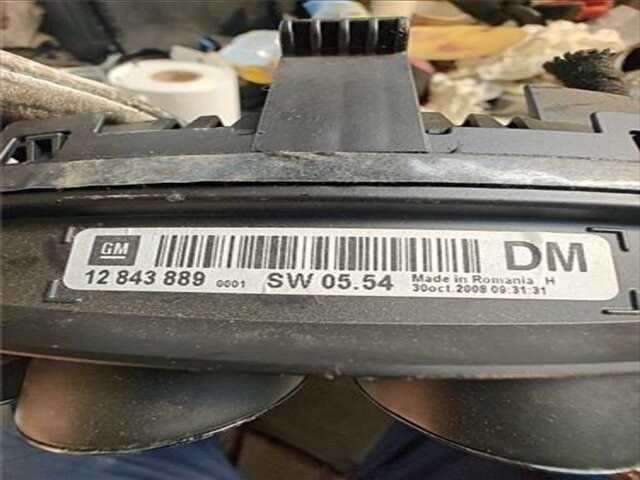 GM
DM
12 843 889 0001 SW 05.54 Made in Romania H
30oct.2008 09:31:31